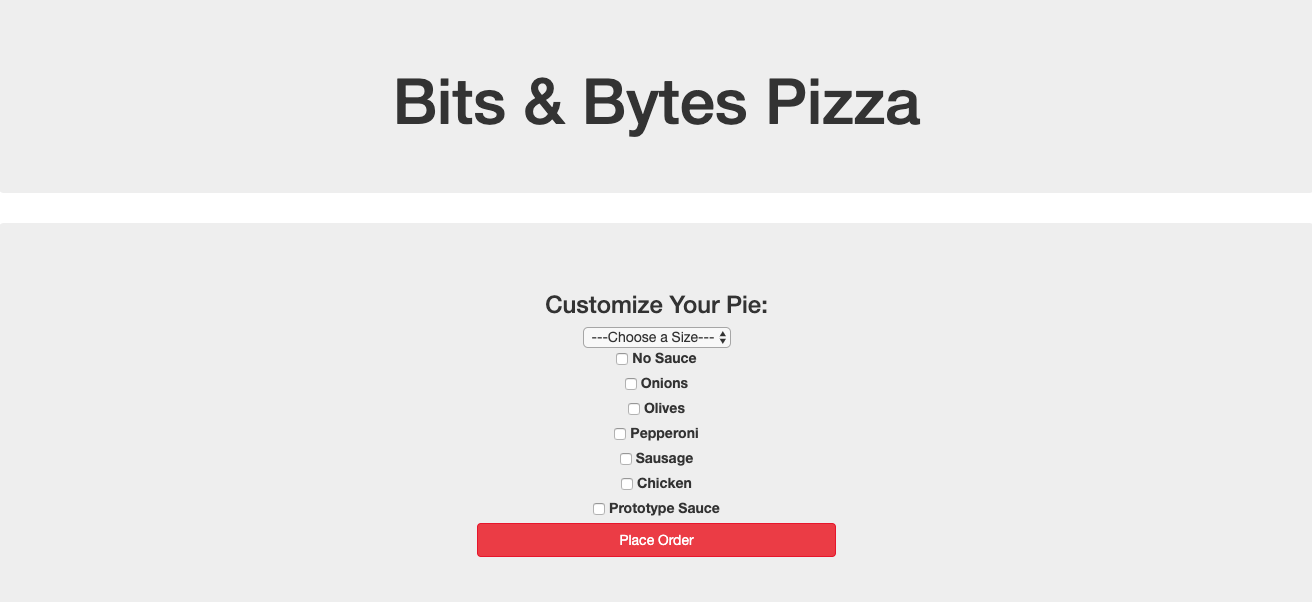 Bits & Bytes Pizza
Customize Your Pie:
---Choose a Size---
No Sauce
Onions
Olives
Pepperoni
Sausage
Chicken
Prototype Sauce
Place Order